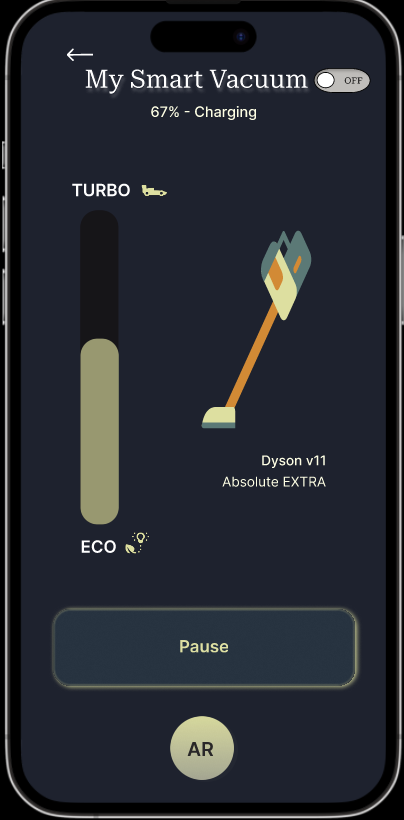 My Smart Vacuum OFF
67% - Charging
TURBO
Dyson v11
Absolute EXTRA
ECO
Pause
AR